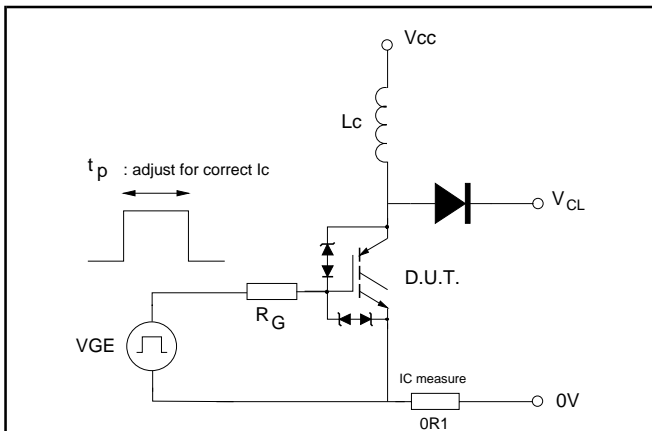 Vcc
Lc
tp : adjust for correct Ic
VCL
D.U.T.
RG
VGE
IC measure
0V
0R1